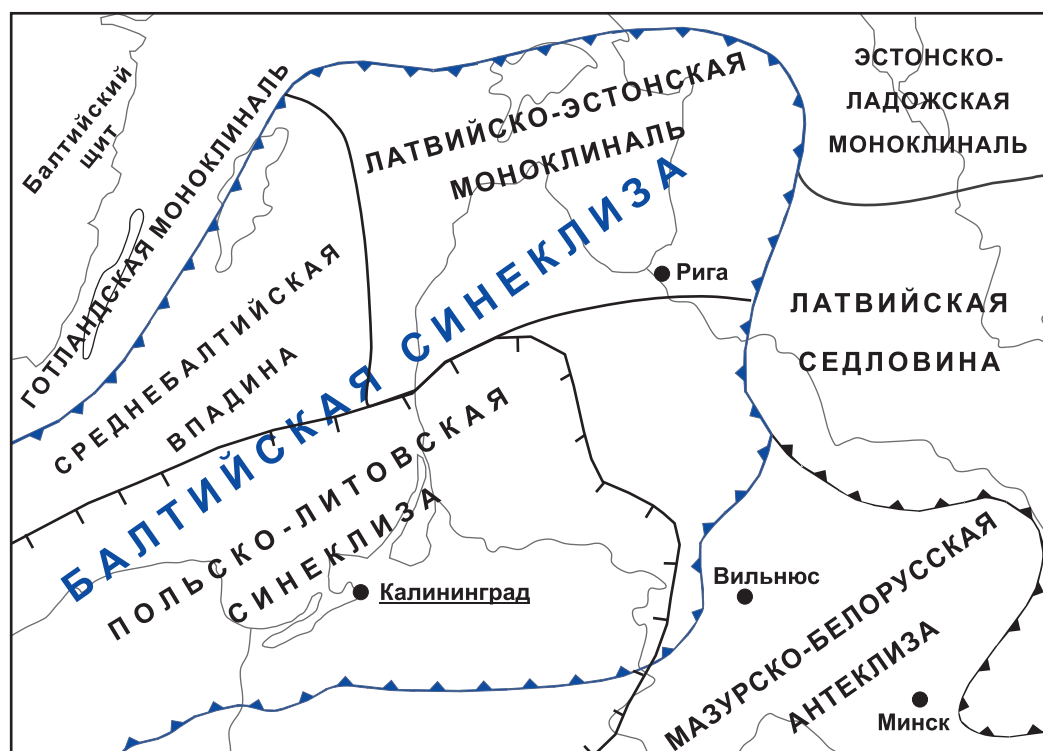 Балтийский
щит
ГОТЛАНДСКАЯ МОНОКЛИНАЛЬ
ЛАТВИЙСКО-ЭСТОНСКАЯ
МОНОКЛИНАЛЬ
ЭСТОНСКО-
ЛАДОЖСКАЯ
МОНОКЛИНАЛЬ
СРЕДНЕБАЛТИЙСКАЯ
ВПАДИНА
БАЛТИЙСКАЯ СИНЕКЛИЗА
Рига
ЛАТВИЙСКАЯ
СЕДЛОВИНА
ПОЛЬСКО-ЛИТОВСКАЯ
СИНЕКЛИЗА
Калининград
Вильнюс
МАЗУРСКО-БЕЛОРУССКАЯ
АНТЕКЛИЗА
Минск